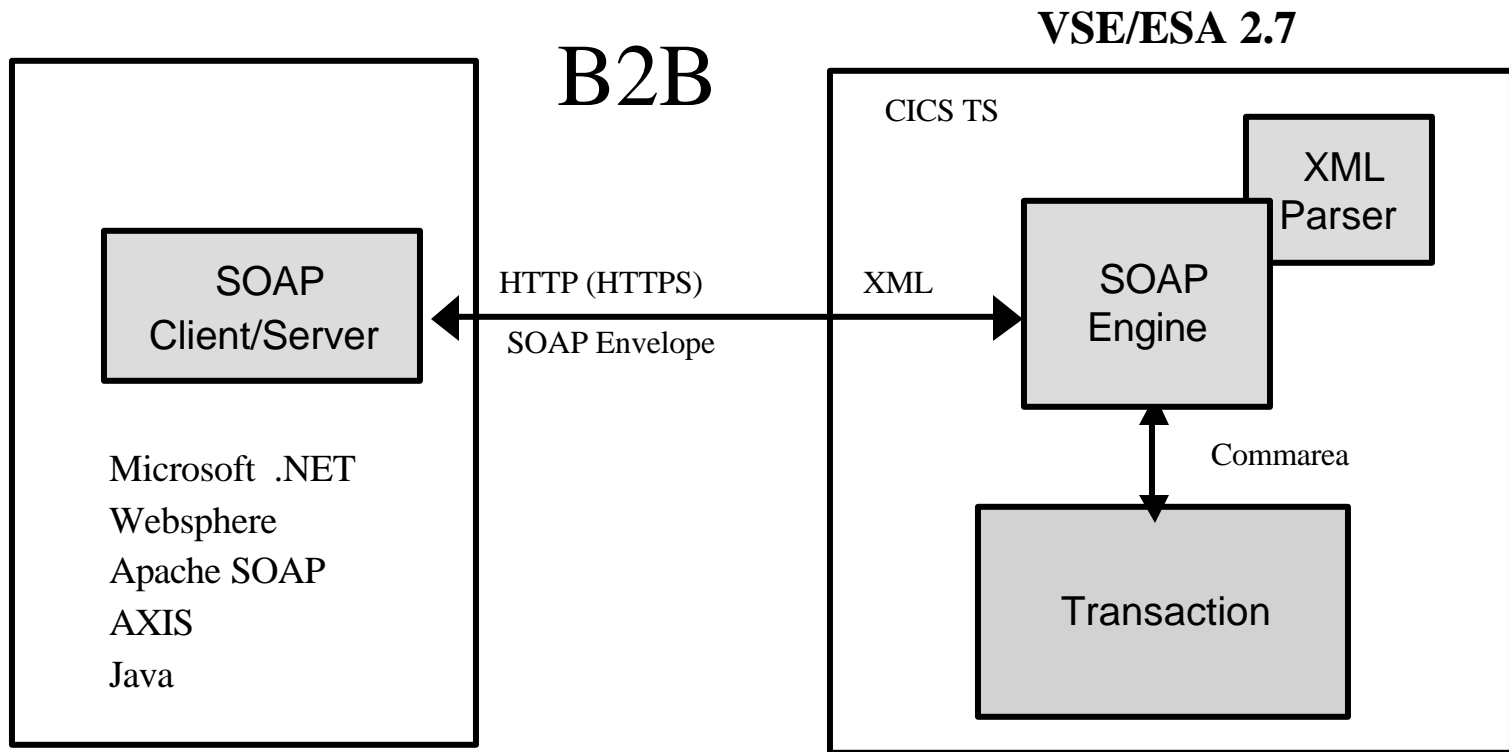 VSE/ESA 2.7
B2B
CICS TS
XML
Parser
SOAP
Client/Server
HTTP (HTTPS)
SOAP Envelope
XML
SOAP
Engine
Commarea
Microsoft .NET
Websphere
Apache SOAP
AXIS
Java
Transaction